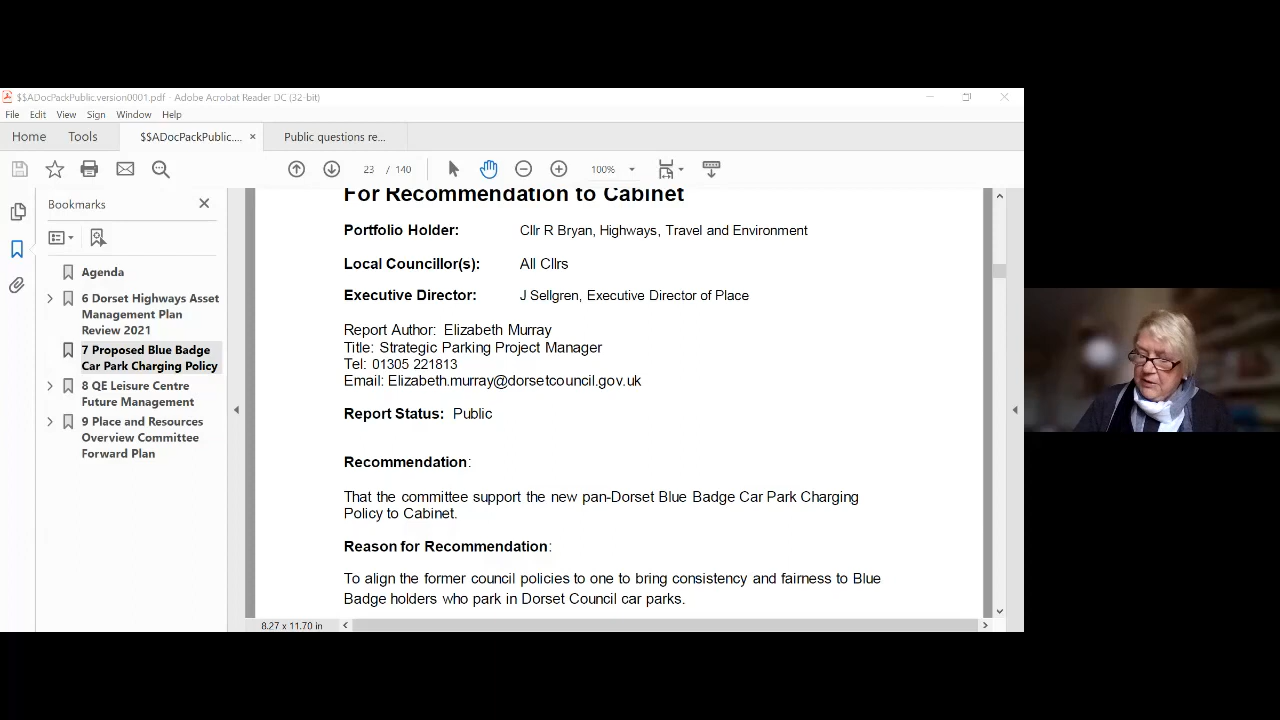 $$ADocPackPublic.version0001.pdf - Adobe Acrobat Reader DC (32-bit)
File Edit View Sign Window Help
Home Tools $$ADocPackPublic.... × Public questions re...
23 / 140 100%
Bookmarks
Agenda
6 Dorset Highways Asset
Management Plan
Review 2021
7 Proposed Blue Badge
Car Park Charging Policy
8 QE Leisure Centre
Future Management
9 Place and Resources
Overview Committee
Forward Plan
For Recommendation to Cabinet
Portfolio Holder: Cllr R Bryan, Highways, Travel and Environment
Local Councillor(s): All Cllrs
Executive Director: J Sellgren, Executive Director of Place
Report Author: Elizabeth Murray
Title: Strategic Parking Project Manager
Tel: 01305 221813
Email: Elizabeth.murray@dorsetcouncil.gov.uk
Report Status: Public
Recommendation:
That the committee support the new pan-Dorset Blue Badge Car Park Charging
Policy to Cabinet.
Reason for Recommendation:
To align the former council policies to one to bring consistency and fairness to Blue
Badge holders who park in Dorset Council car parks.
8.27 x 11.70 in